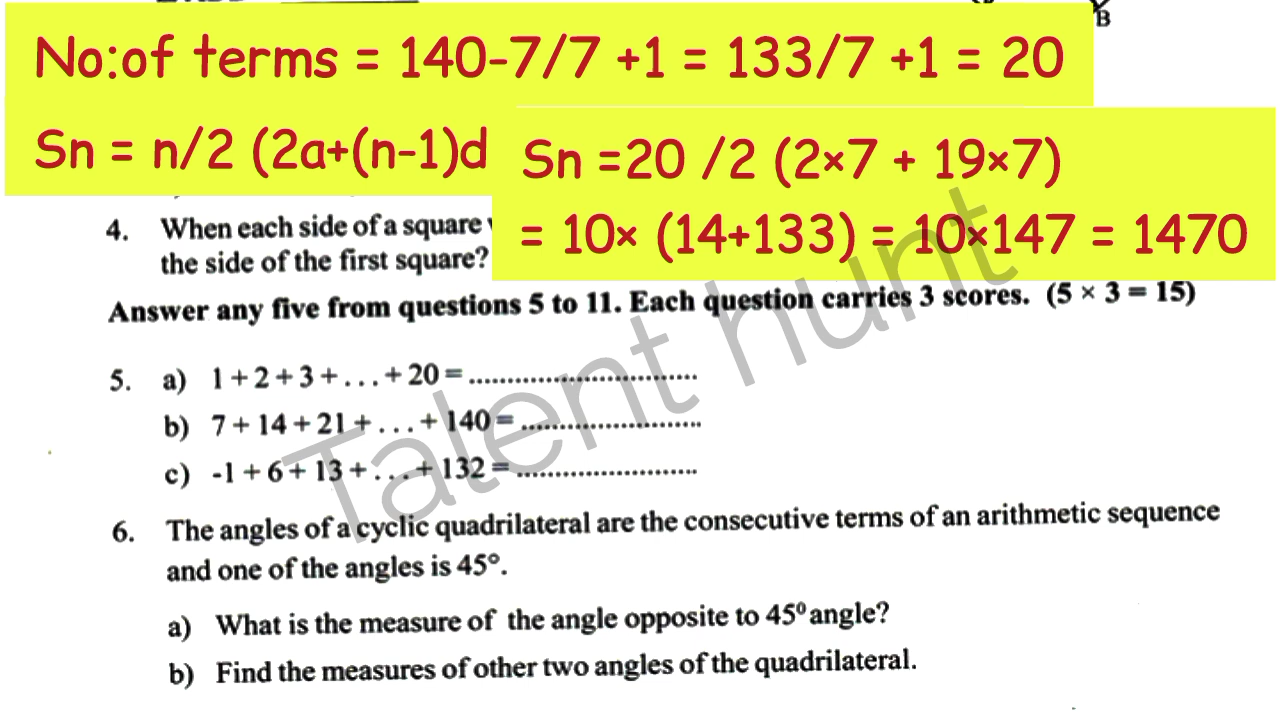 B
No:of terms = 140-7/7 +1 = 133/7 +1 = 20
Sn = n/2 (2a+(n-1)d
Sn =20 /2 (2×7 + 19×7)
= 10× (14+133) = 10×147 = 1470
4. When each side of a square
the side of the first square?
Answer any five from questions 5 to 11. Each question carries 3 scores. (5 × 3 = 15)
5. a) 1+2+3+...+20= ..............................
b) 7+14+21+...+140= ..............................
c) -1+6+13+...+132= ..............................
6. The angles of a cyclic quadrilateral are the consecutive terms of an arithmetic sequence
and one of the angles is 45°.
a) What is the measure of the angle opposite to 45⁰ angle?
b) Find the measures of other two angles of the quadrilateral.
Talent hunt